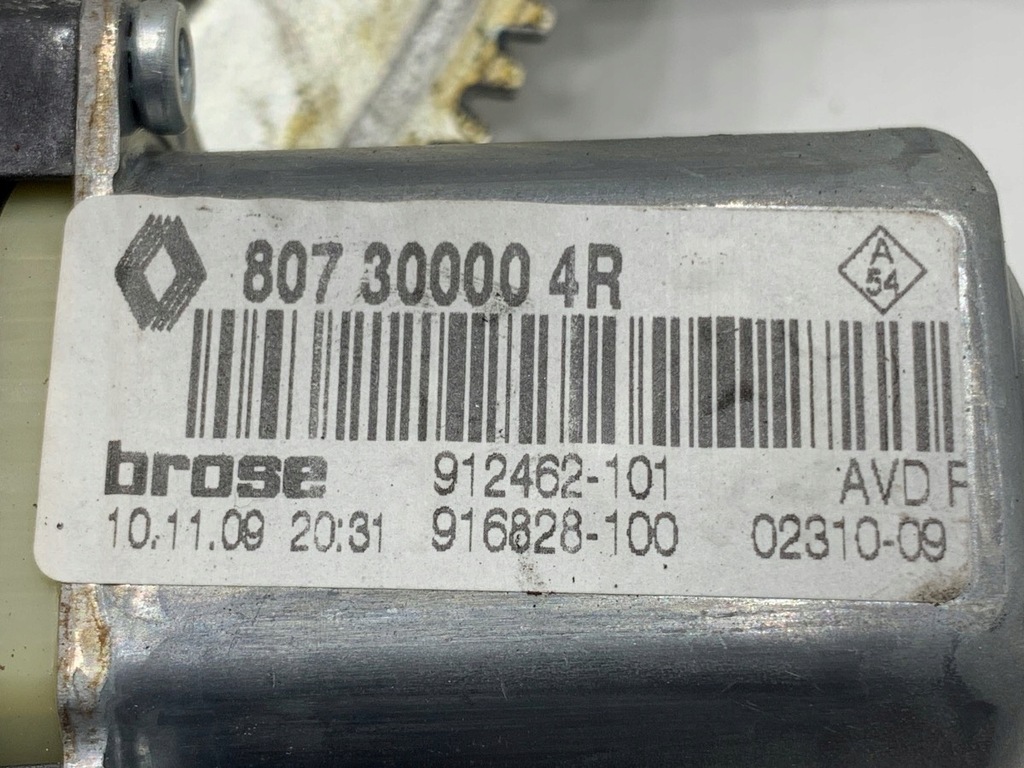 807 30000 4R
A
54
brose 912462-101 AVD F
10.11.09 20:31 916828-100 02310-09